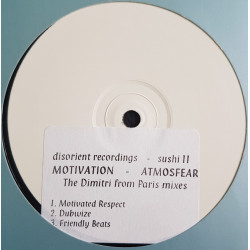 disorient recordings - sushi 11
MOTIVATION - ATMOSFEAR
The Dimitri from Paris mixes
1. Motivated Respect
2. Dubwize
3. Friendly Beats